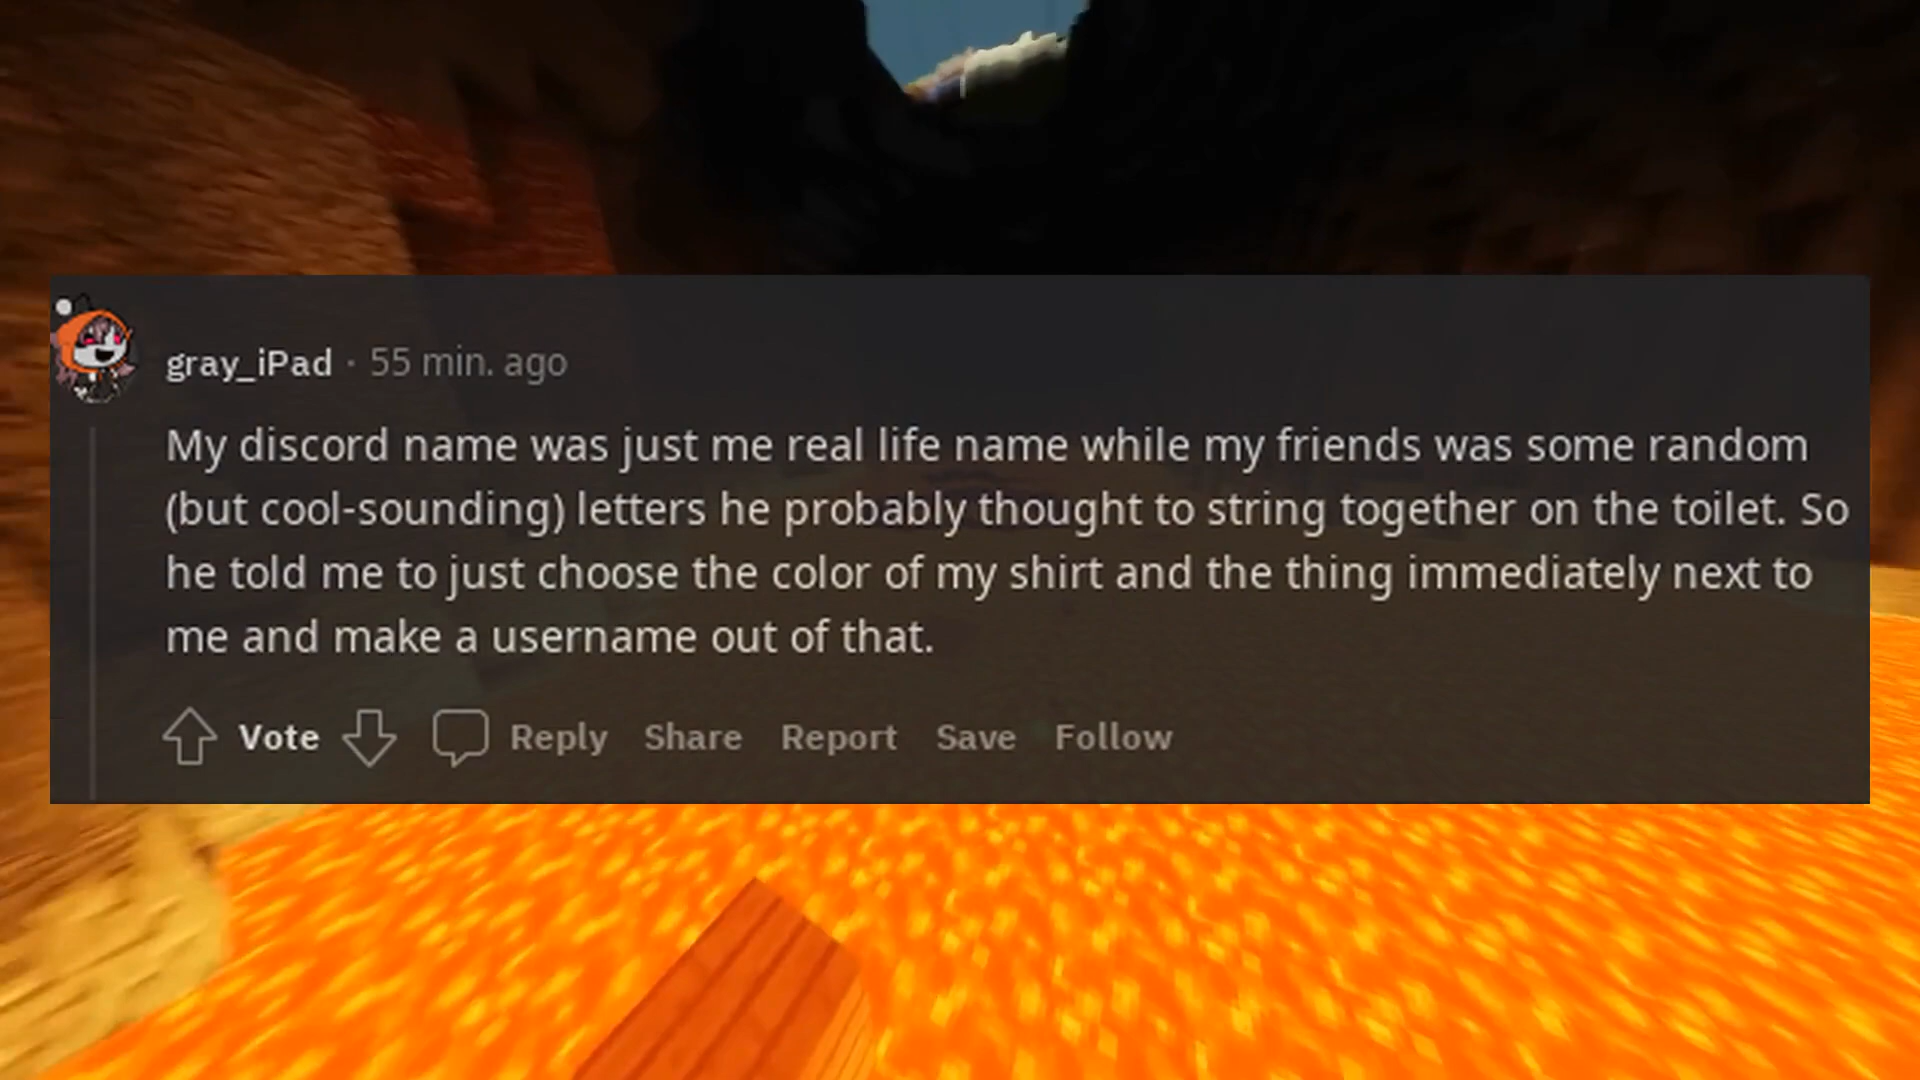 gray_iPad · 55 min. ago
My discord name was just me real life name while my friends was some random
(but cool-sounding) letters he probably thought to string together on the toilet. So
he told me to just choose the color of my shirt and the thing immediately next to
me and make a username out of that.
Vote Reply Share Report Save Follow